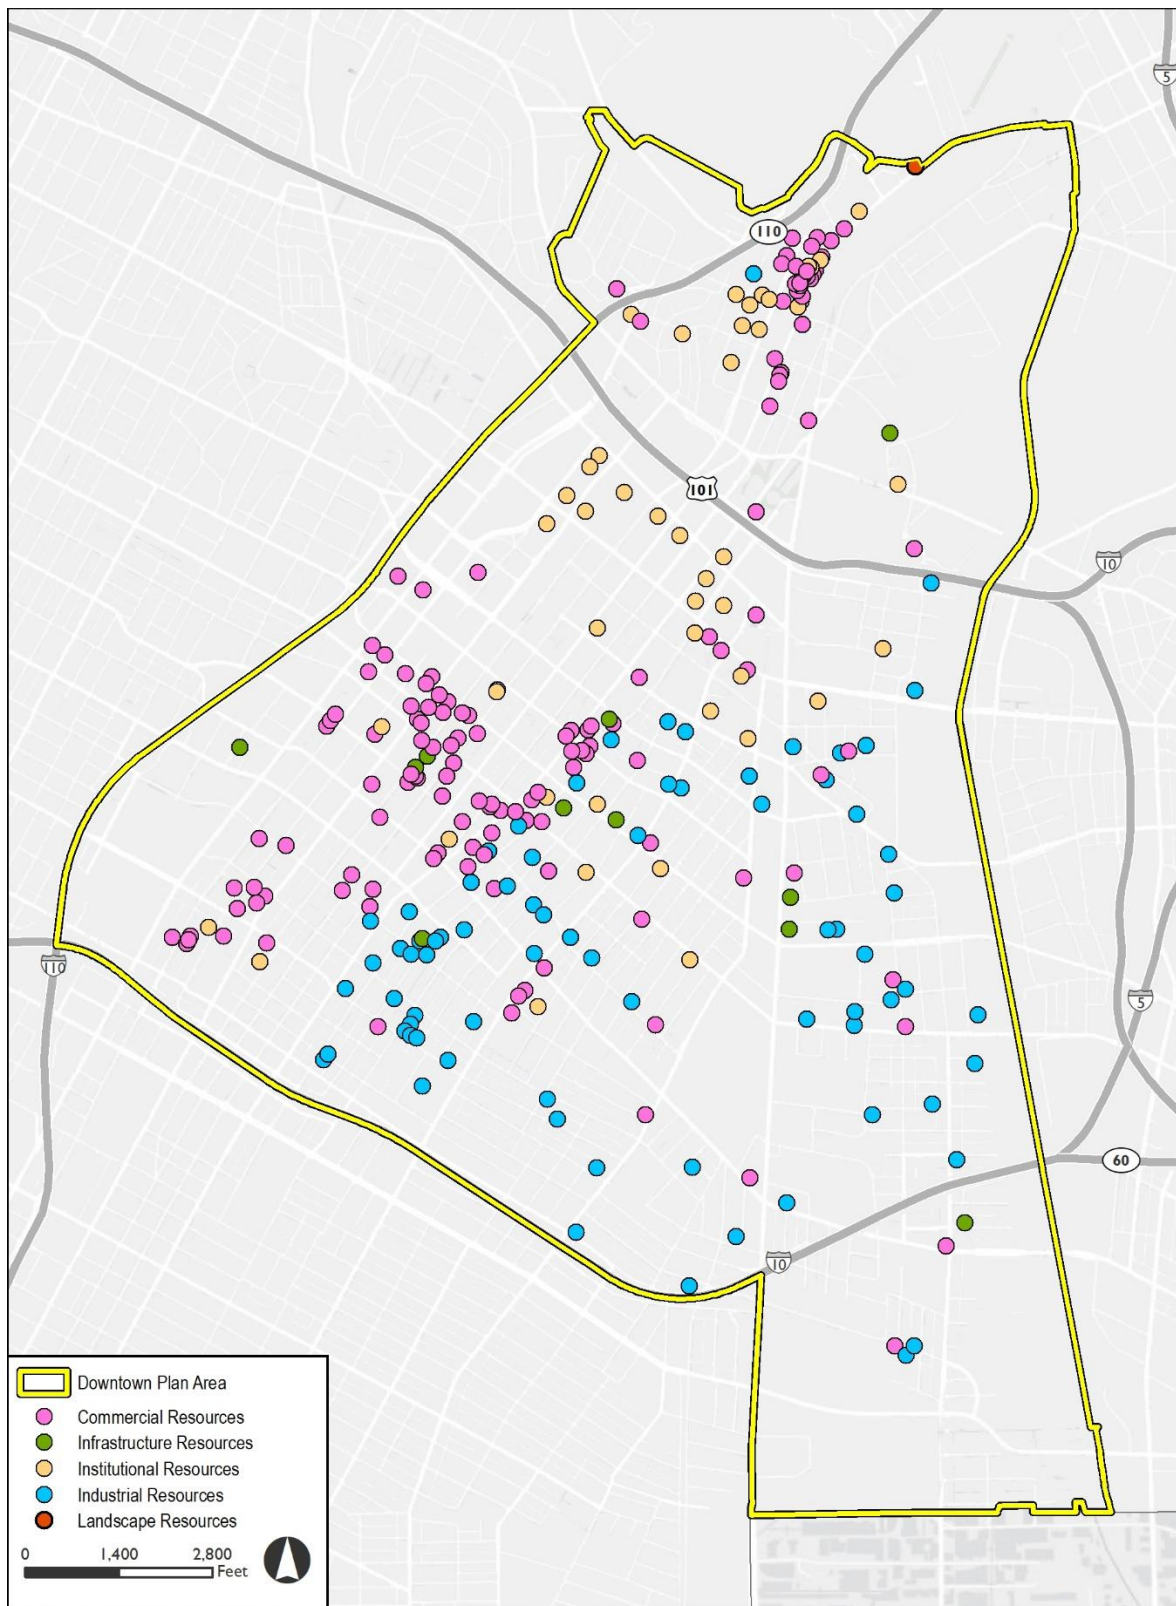 5
110
101
10
110
5
60
10
Downtown Plan Area
Commercial Resources
Infrastructure Resources
Institutional Resources
Industrial Resources
Landscape Resources
0 1,400 2,800
Feet